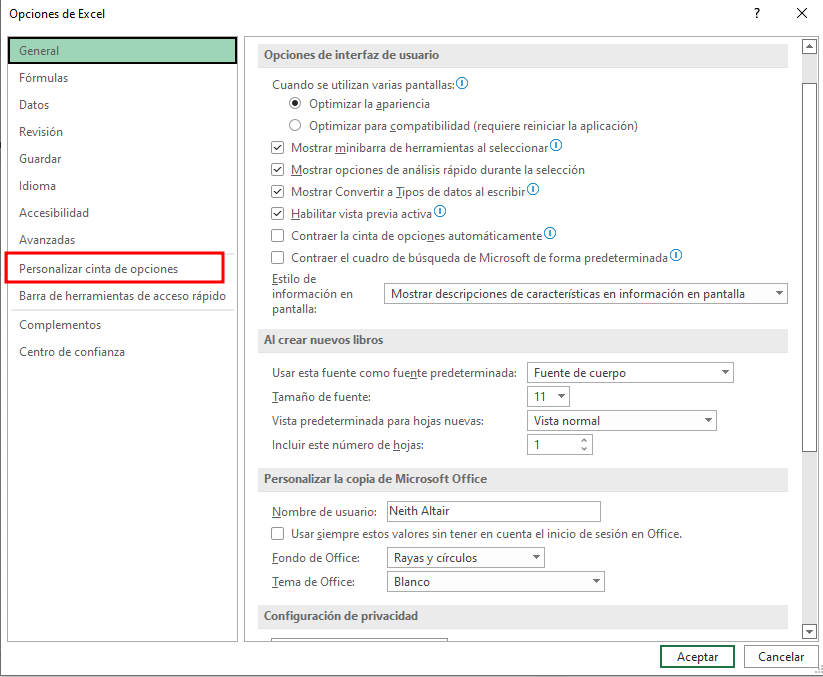 Opciones de Excel
?
General
Fórmulas
Datos
Revisión
Guardar
Idioma
Accesibilidad
Avanzadas
Personalizar cinta de opciones
Barra de herramientas de acceso rápido
Complementos
Centro de confianza
Opciones de interfaz de usuario
Cuando se utilizan varias pantallas:
Optimizar la apariencia
Optimizar para compatibilidad (requiere reiniciar la aplicación)
Mostrar minibarra de herramientas al seleccionar
Mostrar opciones de análisis rápido durante la selección
Mostrar Convertir a Tipos de datos al escribir
Habilitar vista previa activa
Contraer la cinta de opciones automáticamente
Contraer el cuadro de búsqueda de Microsoft de forma predeterminada
Estilo de
información en
pantalla:
Mostrar descripciones de características en información en pantalla
Al crear nuevos libros
Usar esta fuente como fuente predeterminada: Fuente de cuerpo
Tamaño de fuente: 11
Vista predeterminada para hojas nuevas: Vista normal
Incluir este número de hojas: 1
Personalizar la copia de Microsoft Office
Nombre de usuario: Neith Altair
Usar siempre estos valores sin tener en cuenta el inicio de sesión en Office.
Fondo de Office: Rayas y círculos
Tema de Office: Blanco
Configuración de privacidad
Aceptar Cancelar